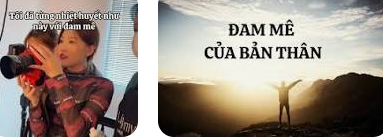 Tôi đã từng nhiệt huyết như
này với đam mê
ĐAM MÊ
CỦA BẢN THÂN